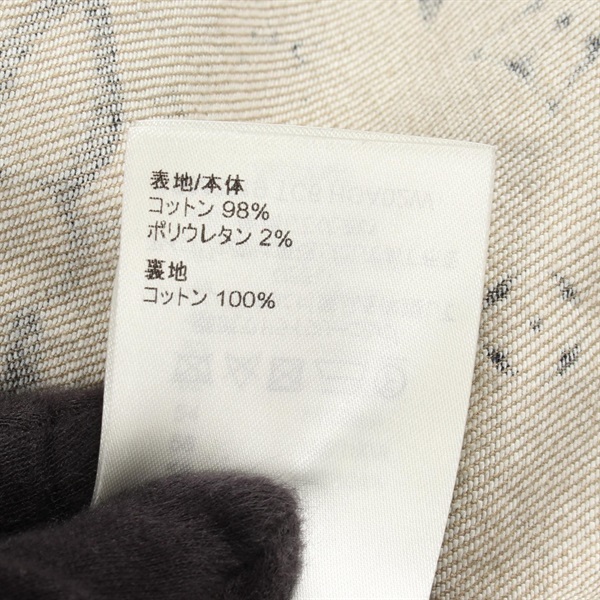 表地/本体
コットン 98%
ポリウレタン 2%
裏地
コットン 100%